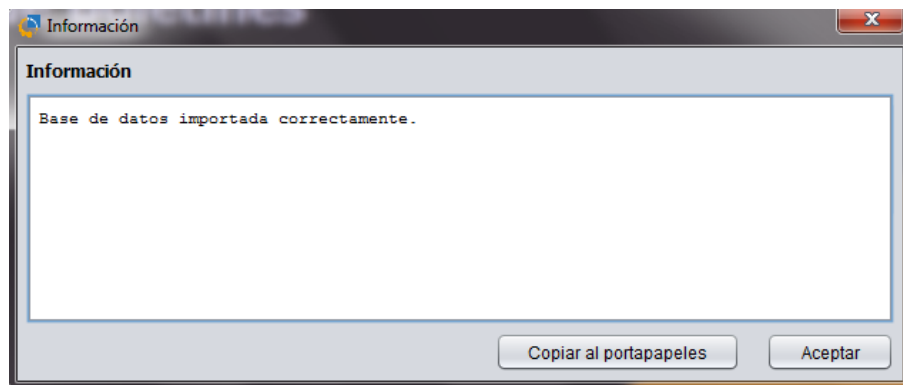 Información
Información
Base de datos importada correctamente.
Copiar al portapapeles
Aceptar